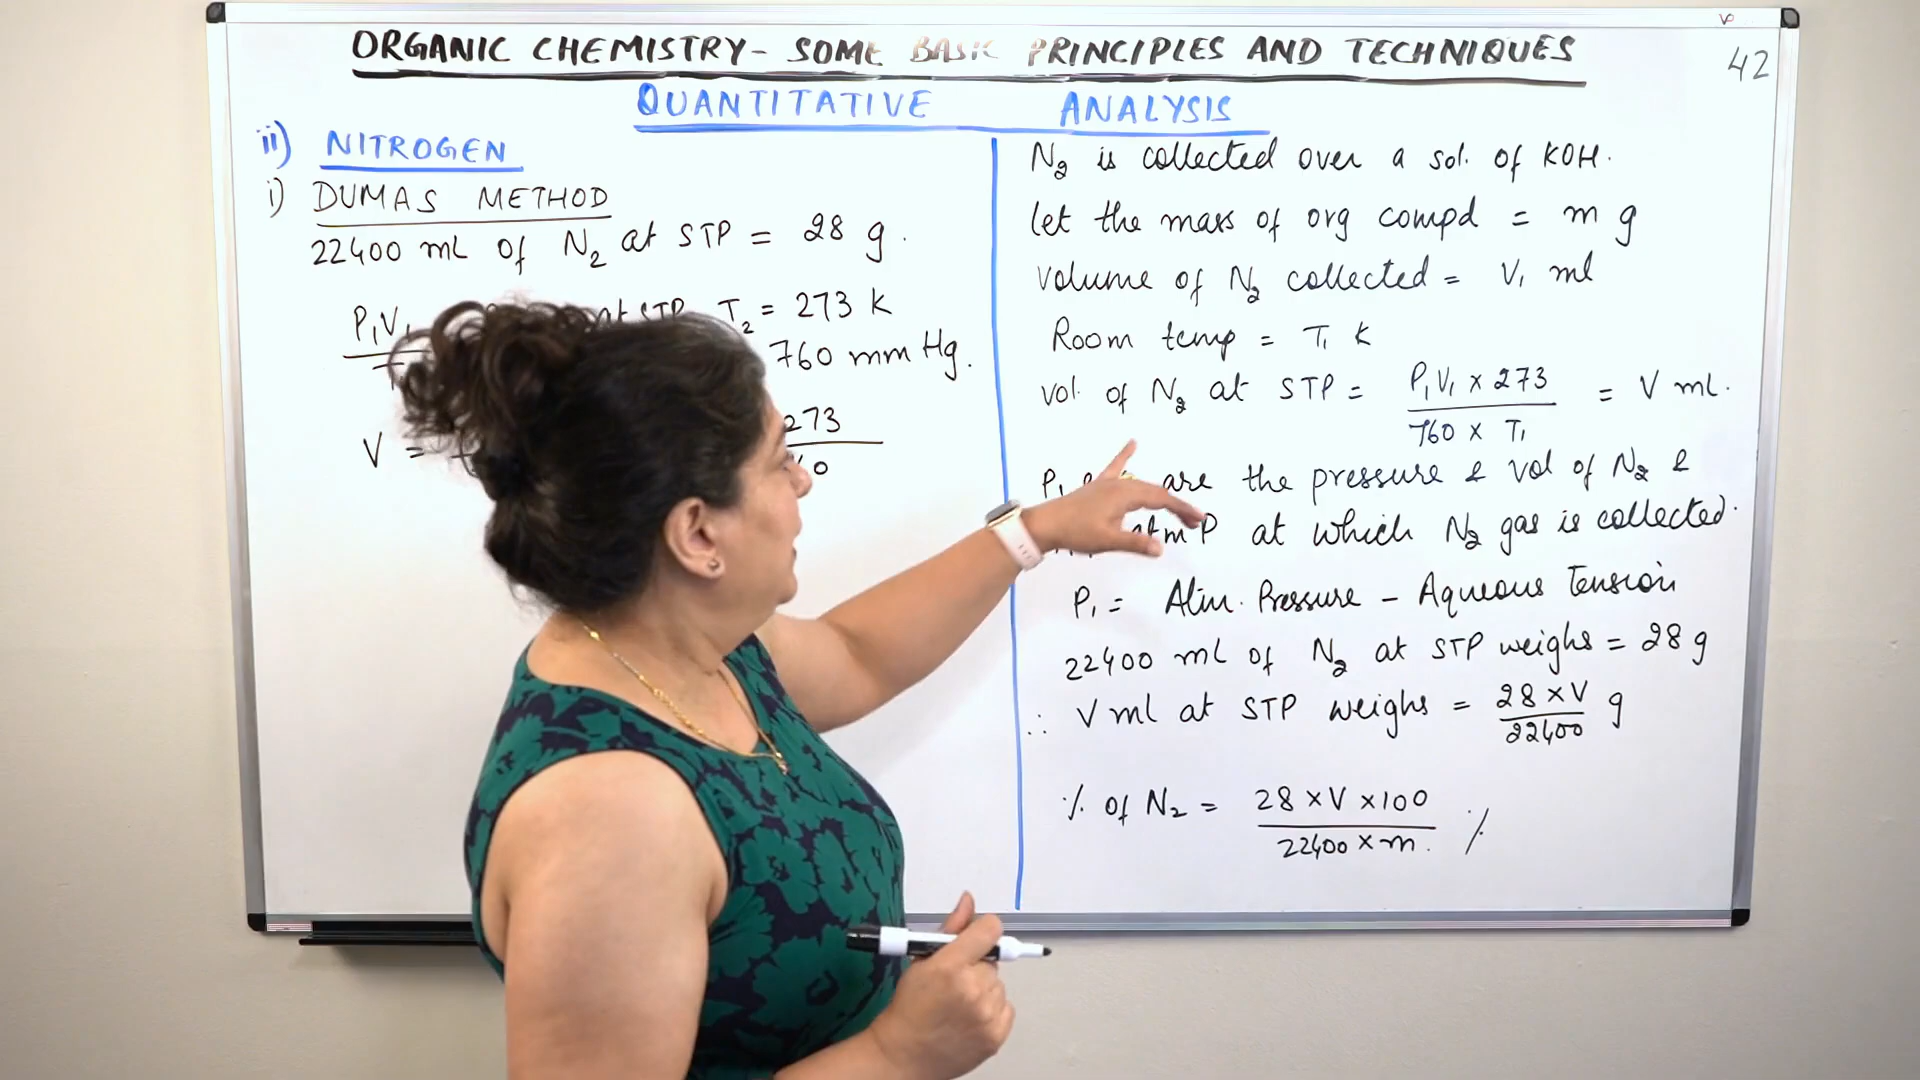 ORGANIC CHEMISTRY- SOME BASIC PRINCIPLES AND TECHNIQUES
42
QUANTITATIVE ANALYSIS
ii) NITROGEN
i) DUMAS METHOD
22400 ml of N2 at STP = 28 g.
P1V1 at STP T2 = 273 K
760 mm Hg.
V = 273
N2 is collected over a sol. of KOH.
let the mass of org compd = m g
volume of N2 collected = V1 ml
Room temp = T1 K
vol. of N2 at STP = P1V1 x 273 / 760 x T1 = V ml.
P1 are the pressure & vol of N2 &
atm P at which N2 gas is collected.
P1 = Atm. Pressure - Aqueous Tension
22400 ml of N2 at STP weighs = 28 g
∴ V ml at STP weighs = 28 x V / 22400 g
% of N2 = 28 x V x 100 / 22400 x m. %